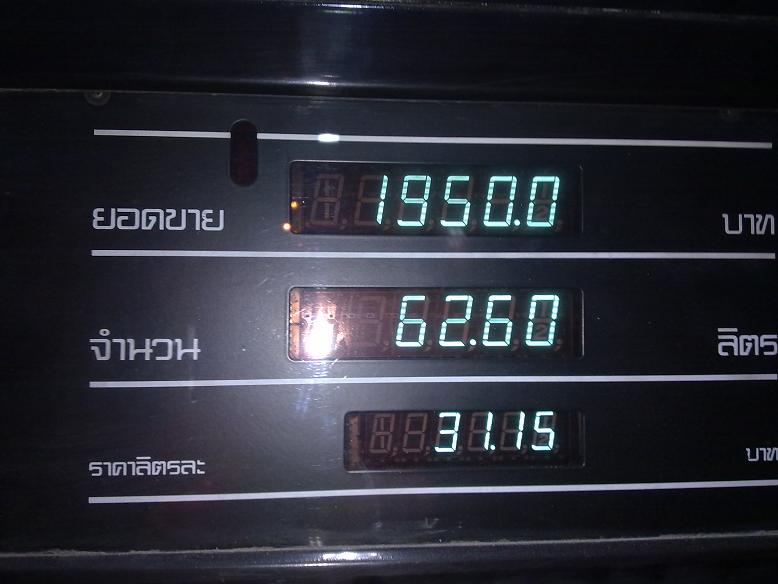 ยอดขาย 1950.0 บาท
จำนวน 62.60 ลิตร
ราคาลิตรละ 31.15 บาท